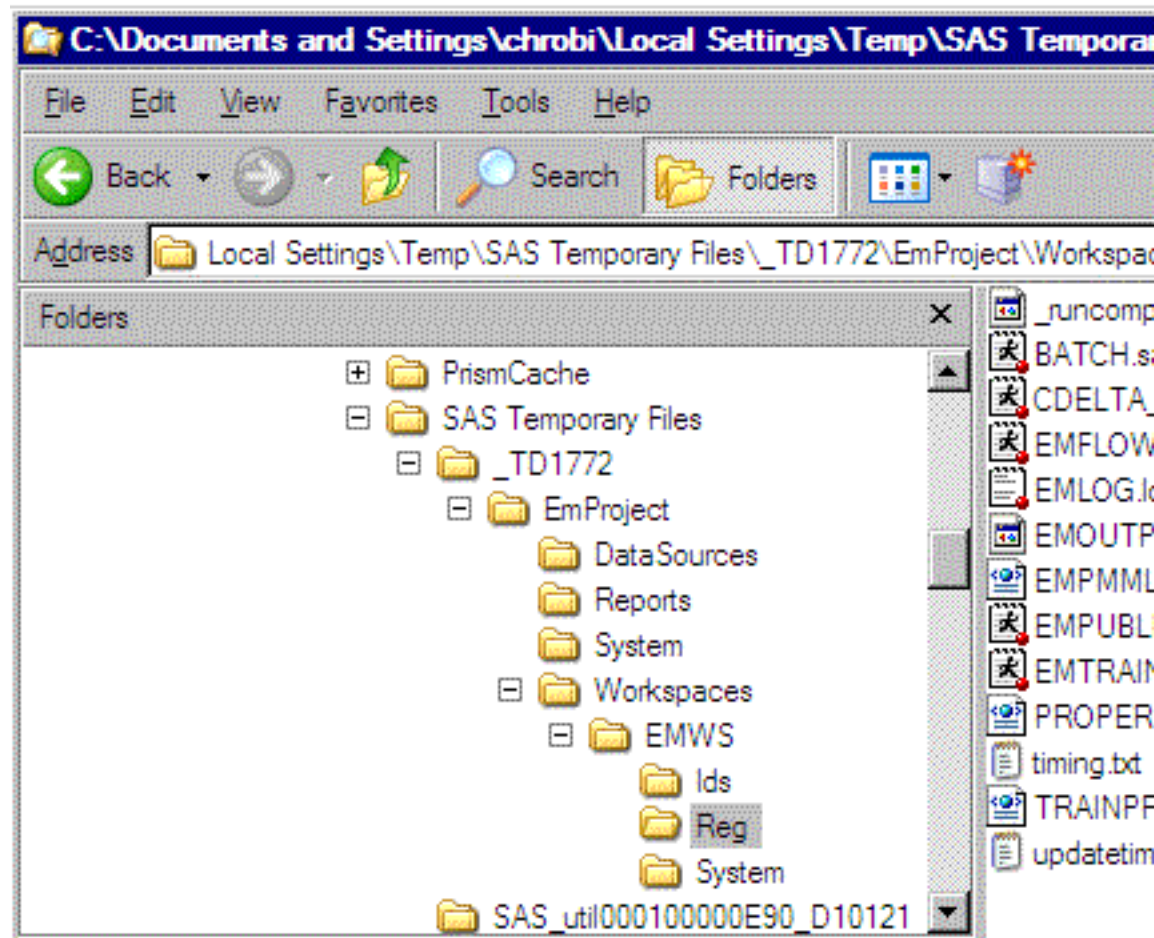 C:\Documents and Settings\chrobi\Local Settings\Temp\SAS Temporar
File Edit View Favorites Tools Help
Back Search Folders
Address Local Settings\Temp\SAS Temporary Files\_TD1772\EmProject\Workspac
Folders
PrismCache
SAS Temporary Files
_TD1772
EmProject
DataSources
Reports
System
Workspaces
EMWS
Ids
Reg
System
SAS_util000100000E90_D10121
_runcomp
BATCH.sa
CDELTA_
EMFLOW
EMLOG.lo
EMOUTP
EMPMML
EMPUBL
EMTRAIN
PROPER
timing.txt
TRAINPF
updatetim